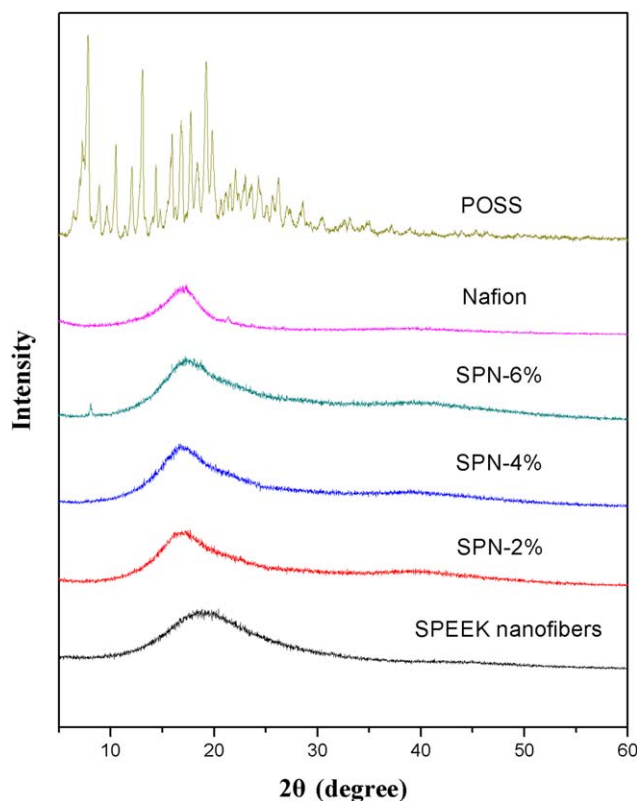 POSS
Nafion
SPN-6%
SPN-4%
SPN-2%
SPEEK nanofibers
Intensity
10 20 30 40 50 60
2θ (degree)